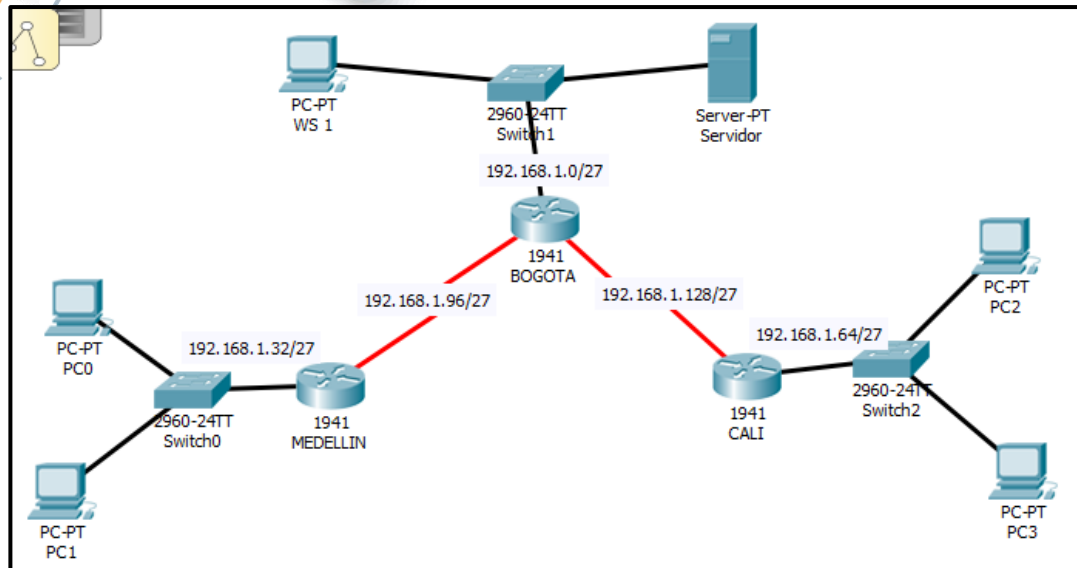 PC-PT
WS 1
2960-24TT
Switch1
Server-PT
Servidor
192.168.1.0/27
1941
BOGOTA
192.168.1.96/27
192.168.1.128/27
PC-PT
PC0
192.168.1.32/27
2960-24TT
Switch0
1941
MEDELLIN
PC-PT
PC1
PC-PT
PC2
192.168.1.64/27
1941
CALI
2960-24TT
Switch2
PC-PT
PC3